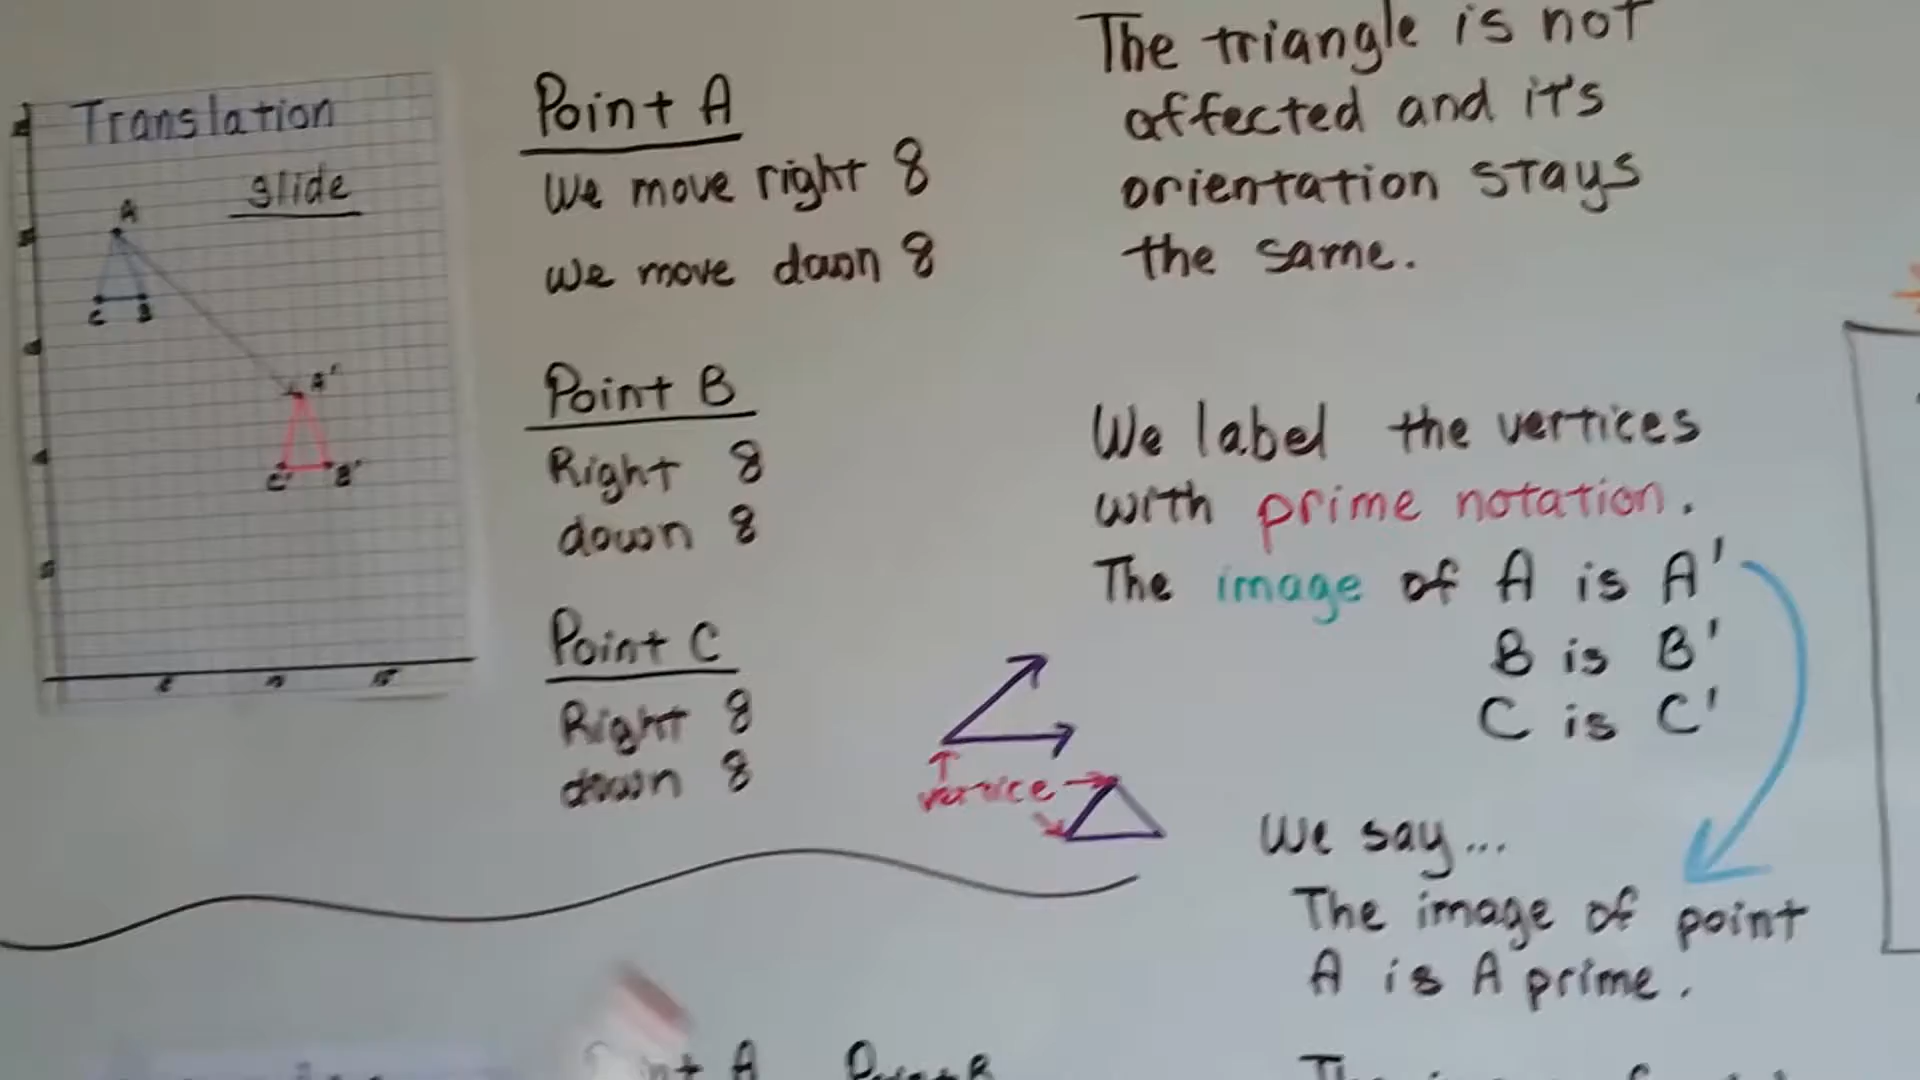 Translation
slide
A
C B
A'
C' B'
Point A
We move right 8
we move down 8
Point B
Right 8
down 8
Point C
Right 8
down 8
The triangle is not
affected and it's
orientation stays
the same.
We label the vertices
with prime notation.
The image of A is A'
B is B'
C is C'
vertice
We say...
The image of point
A is A prime.
A